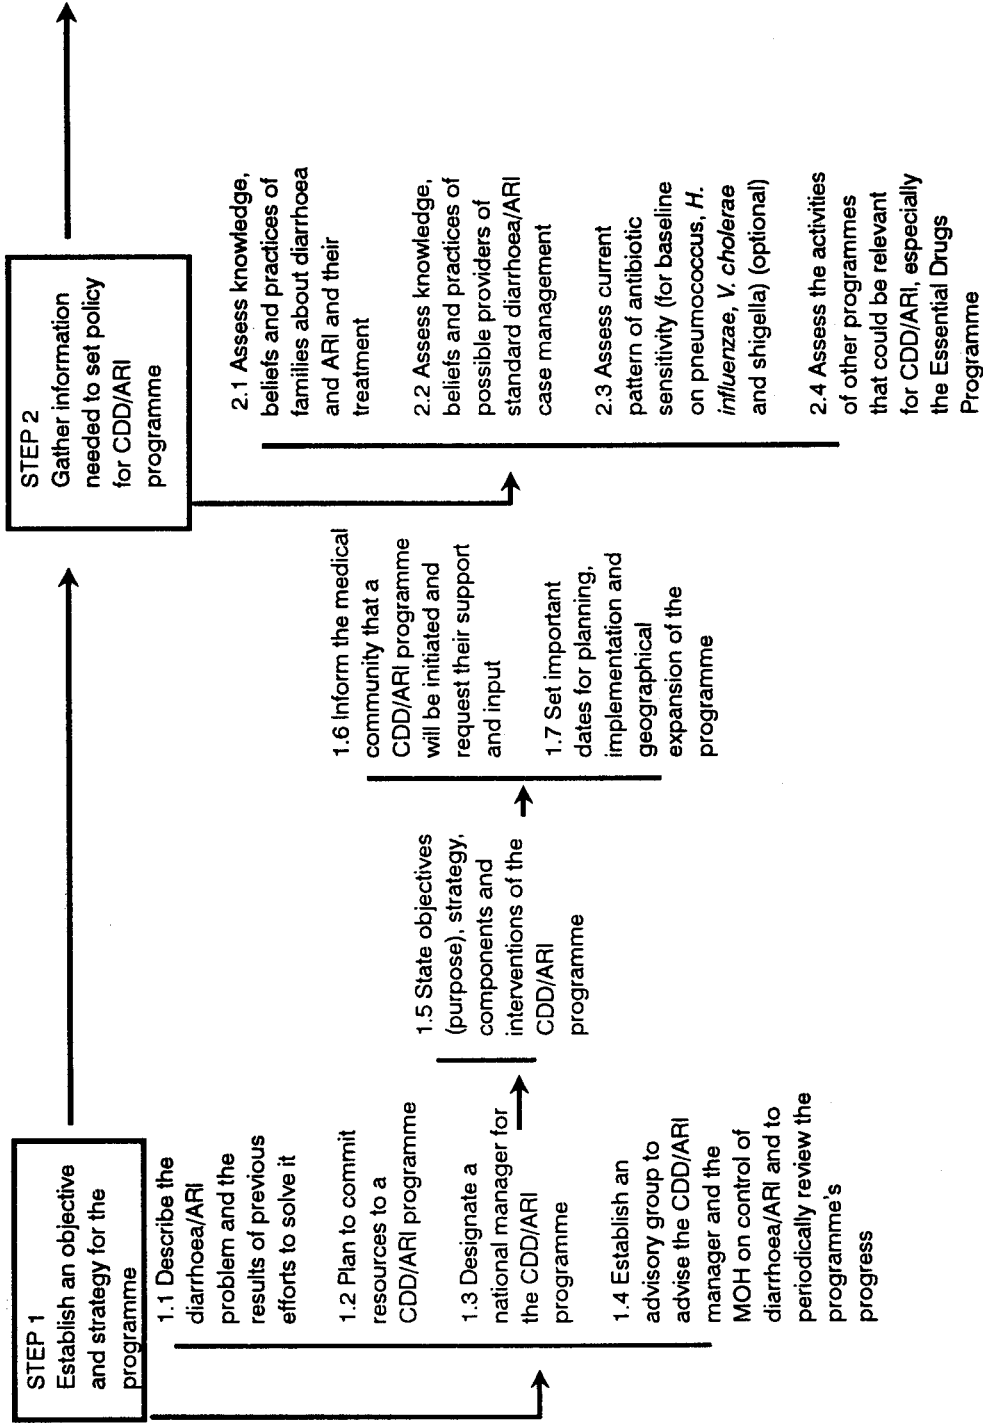 STEP 1
Establish an objective
and strategy for the
programme
1.1 Describe the
diarrhoea/ARI
problem and the
results of previous
efforts to solve it
1.2 Plan to commit
resources to a
CDD/ARI programme
1.3 Designate a
national manager for
the CDD/ARI
programme
1.4 Establish an
advisory group to
advise the CDD/ARI
manager and the
MOH on control of
diarrhoea/ARI and to
periodically review the
programme's
progress
1.5 State objectives
(purpose), strategy,
components and
interventions of the
CDD/ARI
programme
1.6 Inform the medical
community that a
CDD/ARI programme
will be initiated and
request their support
and input
1.7 Set important
dates for planning,
implementation and
geographical
expansion of the
programme
STEP 2
Gather information
needed to set policy
for CDD/ARI
programme
2.1 Assess knowledge,
beliefs and practices of
families about diarrhoea
and ARI and their
treatment
2.2 Assess knowledge,
beliefs and practices of
possible providers of
standard diarrhoea/ARI
case management
2.3 Assess current
pattern of antibiotic
sensitivity (for baseline
on pneumococcus, H.
influenzae, V. cholerae
and shigella) (optional)
2.4 Assess the activities
of other programmes
that could be relevant
for CDD/ARI, especially
the Essential Drugs
Programme